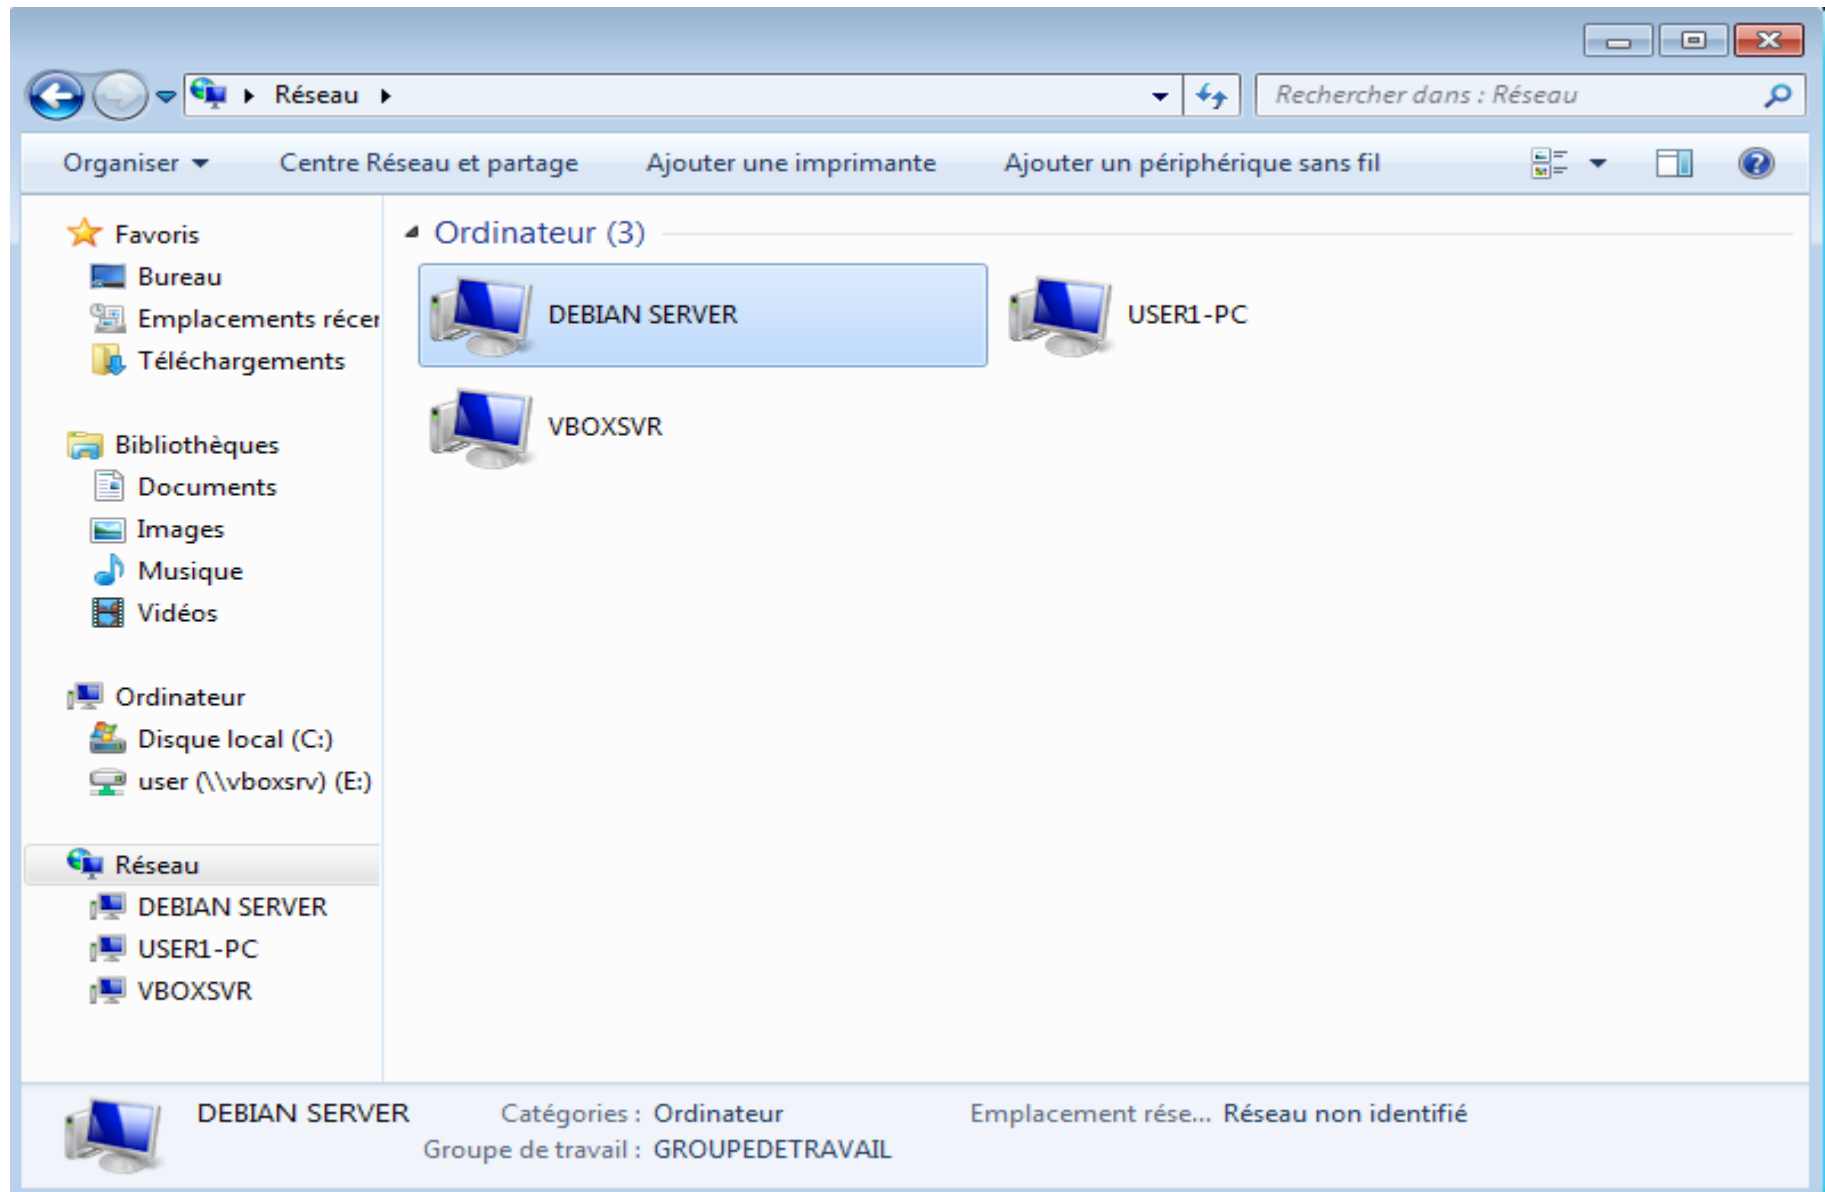 Réseau
Rechercher dans : Réseau
Organiser
Centre Réseau et partage
Ajouter une imprimante
Ajouter un périphérique sans fil
Favoris
Bureau
Emplacements récer
Téléchargements
Bibliothèques
Documents
Images
Musique
Vidéos
Ordinateur
Disque local (C:)
user (\\vboxsrv) (E:)
Réseau
DEBIAN SERVER
USER1-PC
VBOXSVR
Ordinateur (3)
DEBIAN SERVER
USER1-PC
VBOXSVR
DEBIAN SERVER
Catégories : Ordinateur
Emplacement rése... Réseau non identifié
Groupe de travail : GROUPEDETRAVAIL